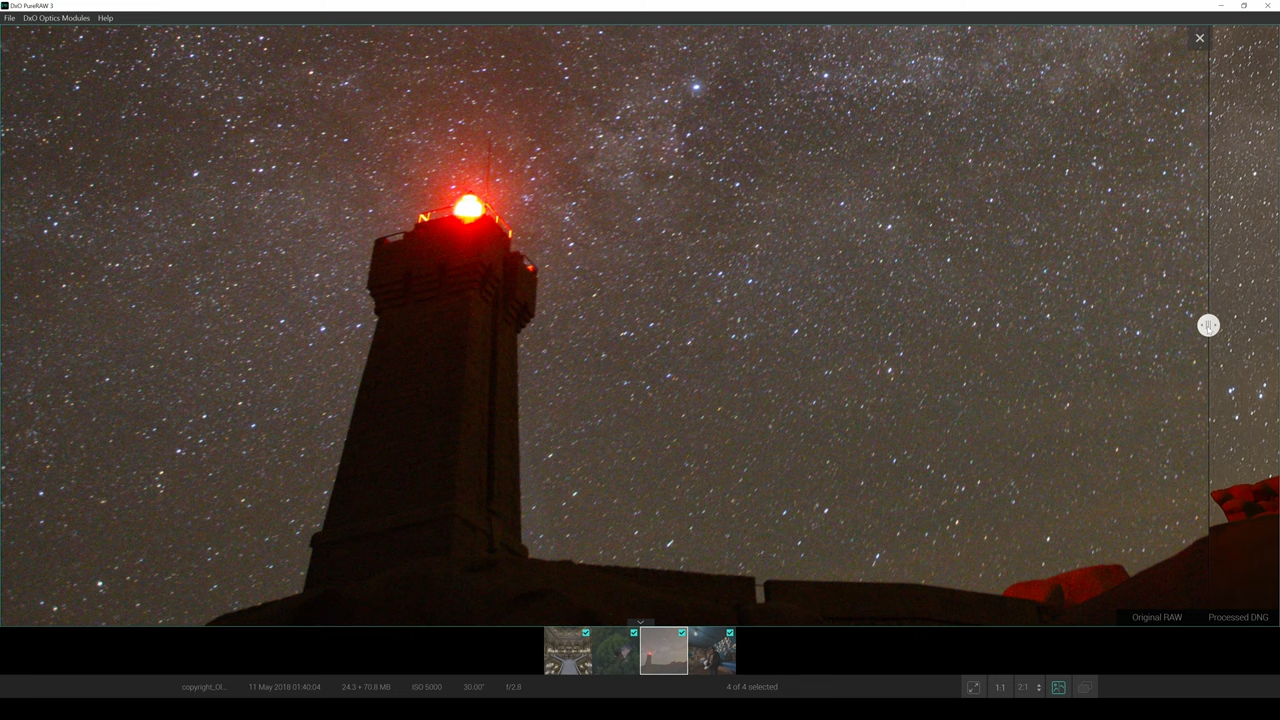 DxO PureRAW 3
File DxO Optics Modules Help
Original RAW Processed DNG
copyright_Ol... 11 May 2018 01:40:04 24.3 + 70.8 MB ISO 5000 30.00" f/2.8 4 of 4 selected 1:1 2:1